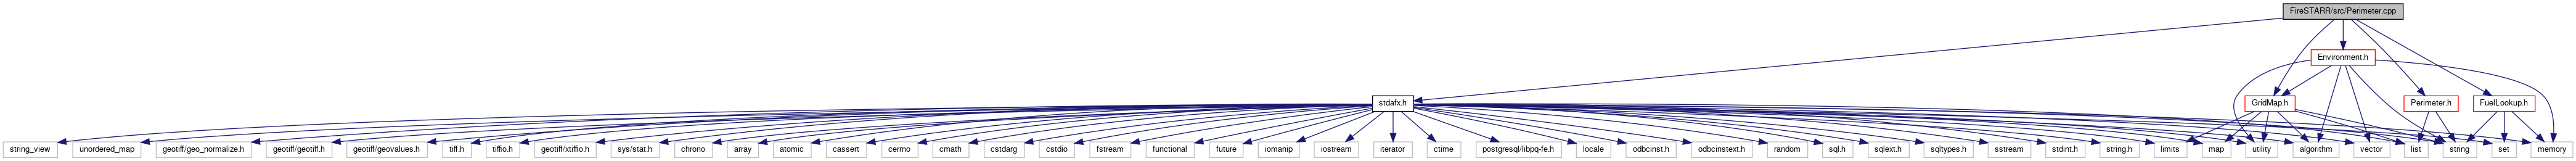 FireSTARR/src/Perimeter.cpp
Environment.h
stdafx.h
GridMap.h
Perimeter.h
FuelLookup.h
string_view
unordered_map
geotiff/geo_normalize.h
geotiff/geotiff.h
geotiff/geovalues.h
tiff.h
tiffio.h
geotiff/xtiffio.h
sys/stat.h
chrono
array
atomic
cassert
cerrno
cmath
cstdarg
cstdio
fstream
functional
future
iomanip
iostream
iterator
ctime
postgresql/libpq-fe.h
locale
odbcinst.h
odbcinstext.h
random
sql.h
sqlext.h
sqltypes.h
sstream
stdint.h
string.h
limits
map
utility
algorithm
vector
list
string
set
memory